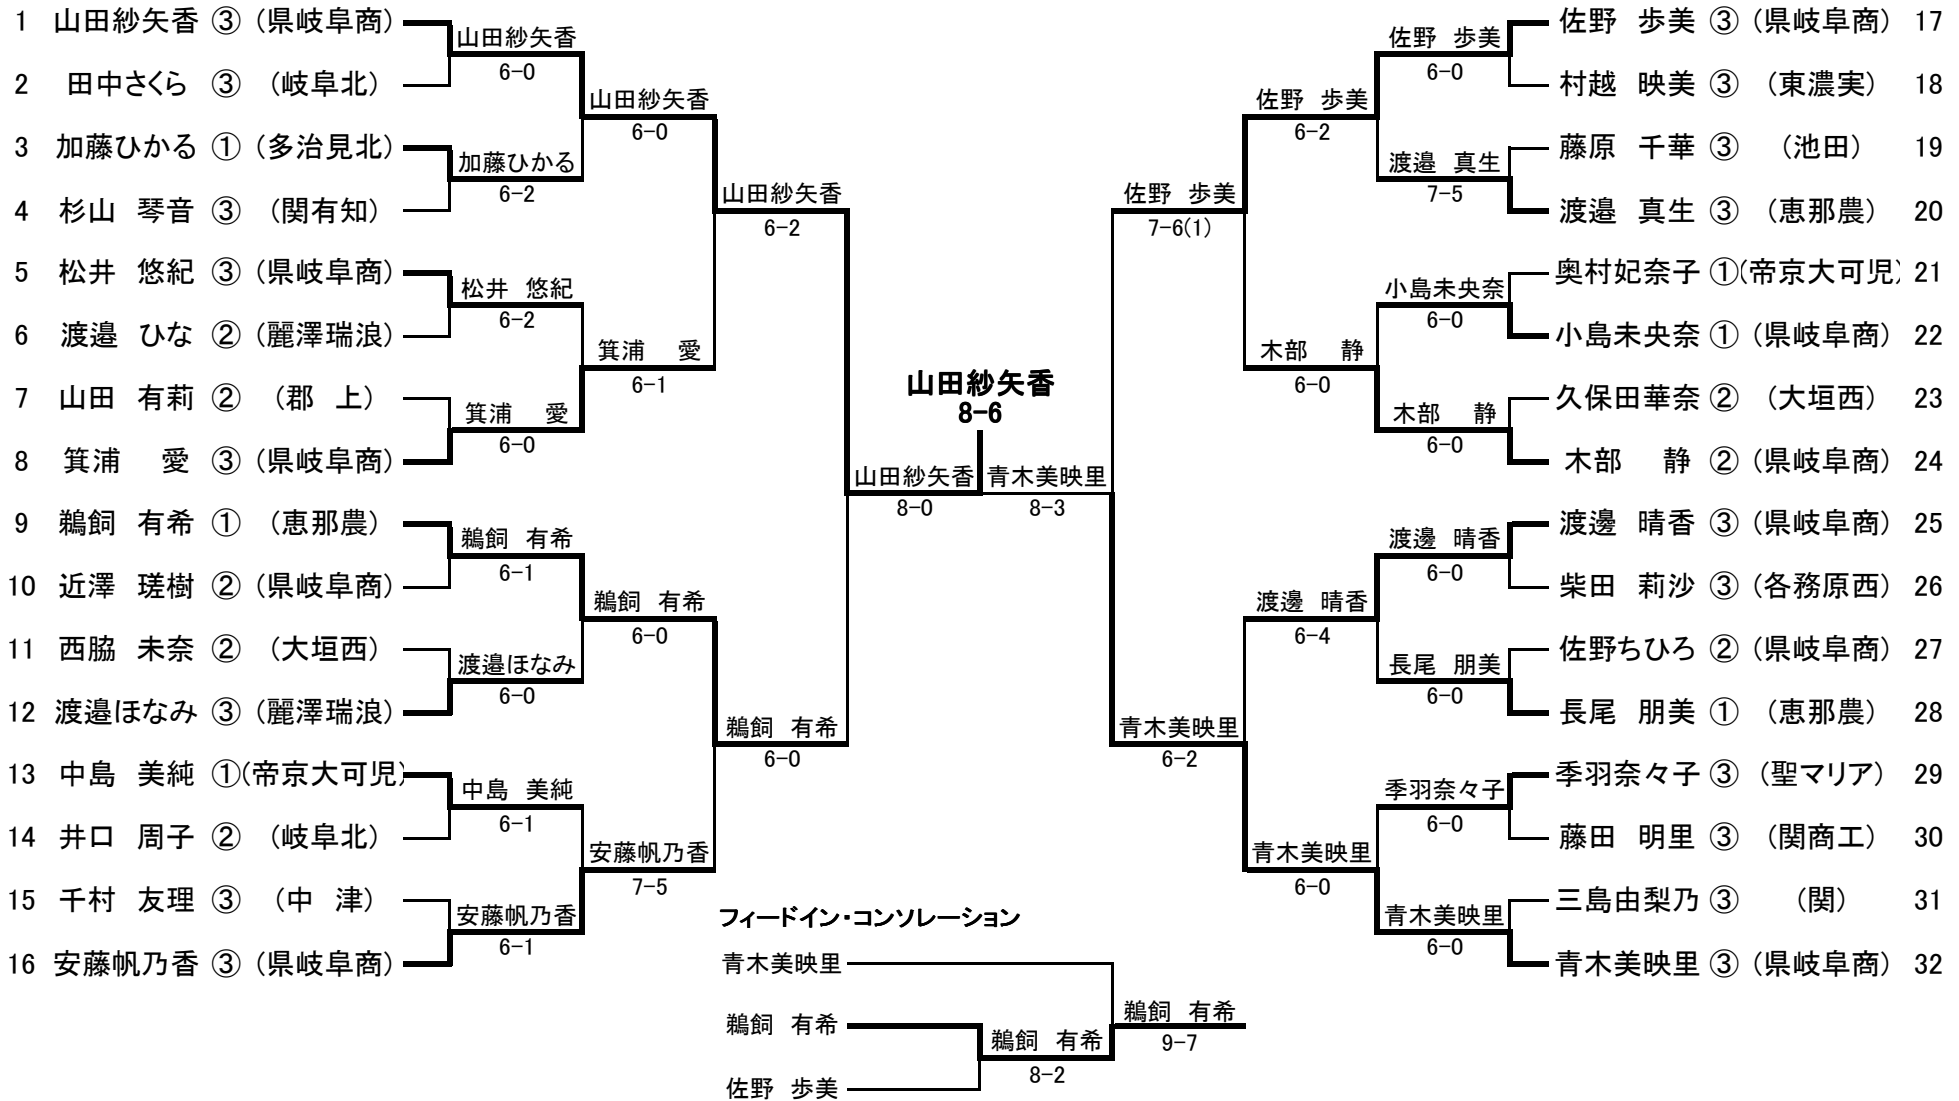 1 山田紗矢香 ③ (県岐阜商)
2 田中さくら ③ (岐阜北)
3 加藤ひかる ① (多治見北)
4 杉山 琴音 ③ (関有知)
5 松井 悠紀 ③ (県岐阜商)
6 渡邉 ひな ② (麗澤瑞浪)
7 山田 有莉 ② (郡 上)
8 箕浦 愛 ③ (県岐阜商)
9 鵜飼 有希 ① (恵那農)
10 近澤 瑳樹 ② (県岐阜商)
11 西脇 未奈 ② (大垣西)
12 渡邉ほなみ ③ (麗澤瑞浪)
13 中島 美純 ①(帝京大可児)
14 井口 周子 ② (岐阜北)
15 千村 友理 ③ (中 津)
16 安藤帆乃香 ③ (県岐阜商)
山田紗矢香
6-0
加藤ひかる
6-2
松井 悠紀
6-2
箕浦 愛
6-0
鵜飼 有希
6-1
渡邉ほなみ
6-0
中島 美純
6-1
安藤帆乃香
6-1
山田紗矢香
6-0
箕浦 愛
6-1
鵜飼 有希
6-0
安藤帆乃香
7-5
山田紗矢香
6-2
鵜飼 有希
6-0
山田紗矢香
8-0
山田紗矢香
8-6
青木美映里
8-3
佐野 歩美
7-6(1)
青木美映里
6-2
佐野 歩美
6-2
木部 静
6-0
渡邊 晴香
6-4
青木美映里
6-0
佐野 歩美
6-0
渡邉 真生
7-5
小島未央奈
6-0
木部 静
6-0
渡邊 晴香
6-0
長尾 朋美
6-0
季羽奈々子
6-0
青木美映里
6-0
佐野 歩美 ③ (県岐阜商) 17
村越 映美 ③ (東濃実) 18
藤原 千華 ③ (池田) 19
渡邉 真生 ③ (恵那農) 20
奥村妃奈子 ①(帝京大可児) 21
小島未央奈 ① (県岐阜商) 22
久保田華奈 ② (大垣西) 23
木部 静 ② (県岐阜商) 24
渡邊 晴香 ③ (県岐阜商) 25
柴田 莉沙 ③ (各務原西) 26
佐野ちひろ ② (県岐阜商) 27
長尾 朋美 ① (恵那農) 28
季羽奈々子 ③ (聖マリア) 29
藤田 明里 ③ (関商工) 30
三島由梨乃 ③ (関) 31
青木美映里 ③ (県岐阜商) 32
フィードイン・コンソレーション
青木美映里
鵜飼 有希
佐野 歩美
鵜飼 有希
8-2
鵜飼 有希
9-7